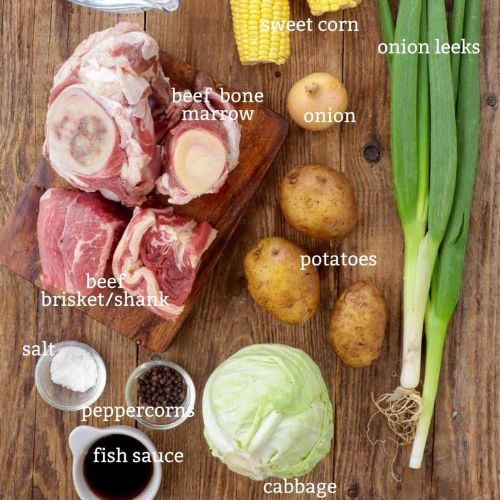 sweet corn
onion leeks
beef bone
marrow
onion
potatoes
beef
brisket/shank
salt
peppercorns
fish sauce
cabbage